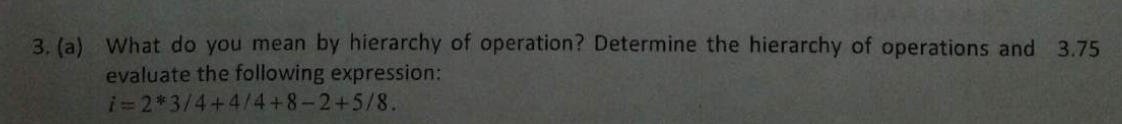 3. (a) What do you mean by hierarchy of operation? Determine the hierarchy of operations and 3.75
evaluate the following expression:
i=2*3/4+4/4+8-2+5/8.